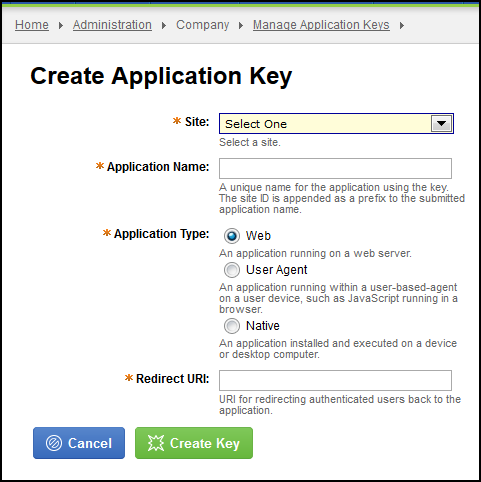 Home Administration Company Manage Application Keys
Create Application Key
* Site: Select One
Select a site.
* Application Name:
A unique name for the application using the key.
The site ID is appended as a prefix to the submitted
application name.
* Application Type: Web
An application running on a web server.
User Agent
An application running within a user-based-agent
on a user device, such as JavaScript running in a
browser.
Native
An application installed and executed on a device
or desktop computer.
* Redirect URI:
URI for redirecting authenticated users back to the
application.
Cancel Create Key